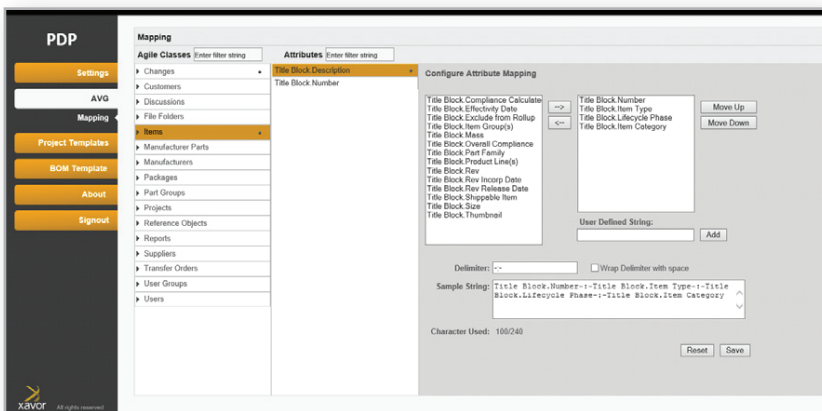 PDP
Settings
AVG
Mapping
Project Templates
BOM Template
About
Signout
xavor All rights reserved
Mapping
Agile Classes Enter filter string Attributes Enter filter string
Changes
Customers
Discussions
File Folders
Items
Manufacturer Parts
Manufacturers
Packages
Part Groups
Projects
Reference Objects
Reports
Suppliers
Transfer Orders
User Groups
Users
Title Block.Description
Title Block.Number
Configure Attribute Mapping
Title Block.Compliance Calculate
Title Block.Effectivity Date
Title Block.Exclude from Rollup
Title Block.Item Group(s)
Title Block.Mass
Title Block.Overall Compliance
Title Block.Part Family
Title Block.Product Line(s)
Title Block.Rev
Title Block.Rev Incorp Date
Title Block.Rev Release Date
Title Block.Shippable Item
Title Block.Size
Title Block.Thumbnail
-->
<--
Title Block.Number
Title Block.Item Type
Title Block.Lifecycle Phase
Title Block.Item Category
Move Up
Move Down
User Defined String:
Add
Delimiter: -:- Wrap Delimiter with space
Sample String: Title Block.Number-:-Title Block.Item Type-:-Title
Block.Lifecycle Phase-:-Title Block.Item Category
Character Used: 100/240
Reset Save